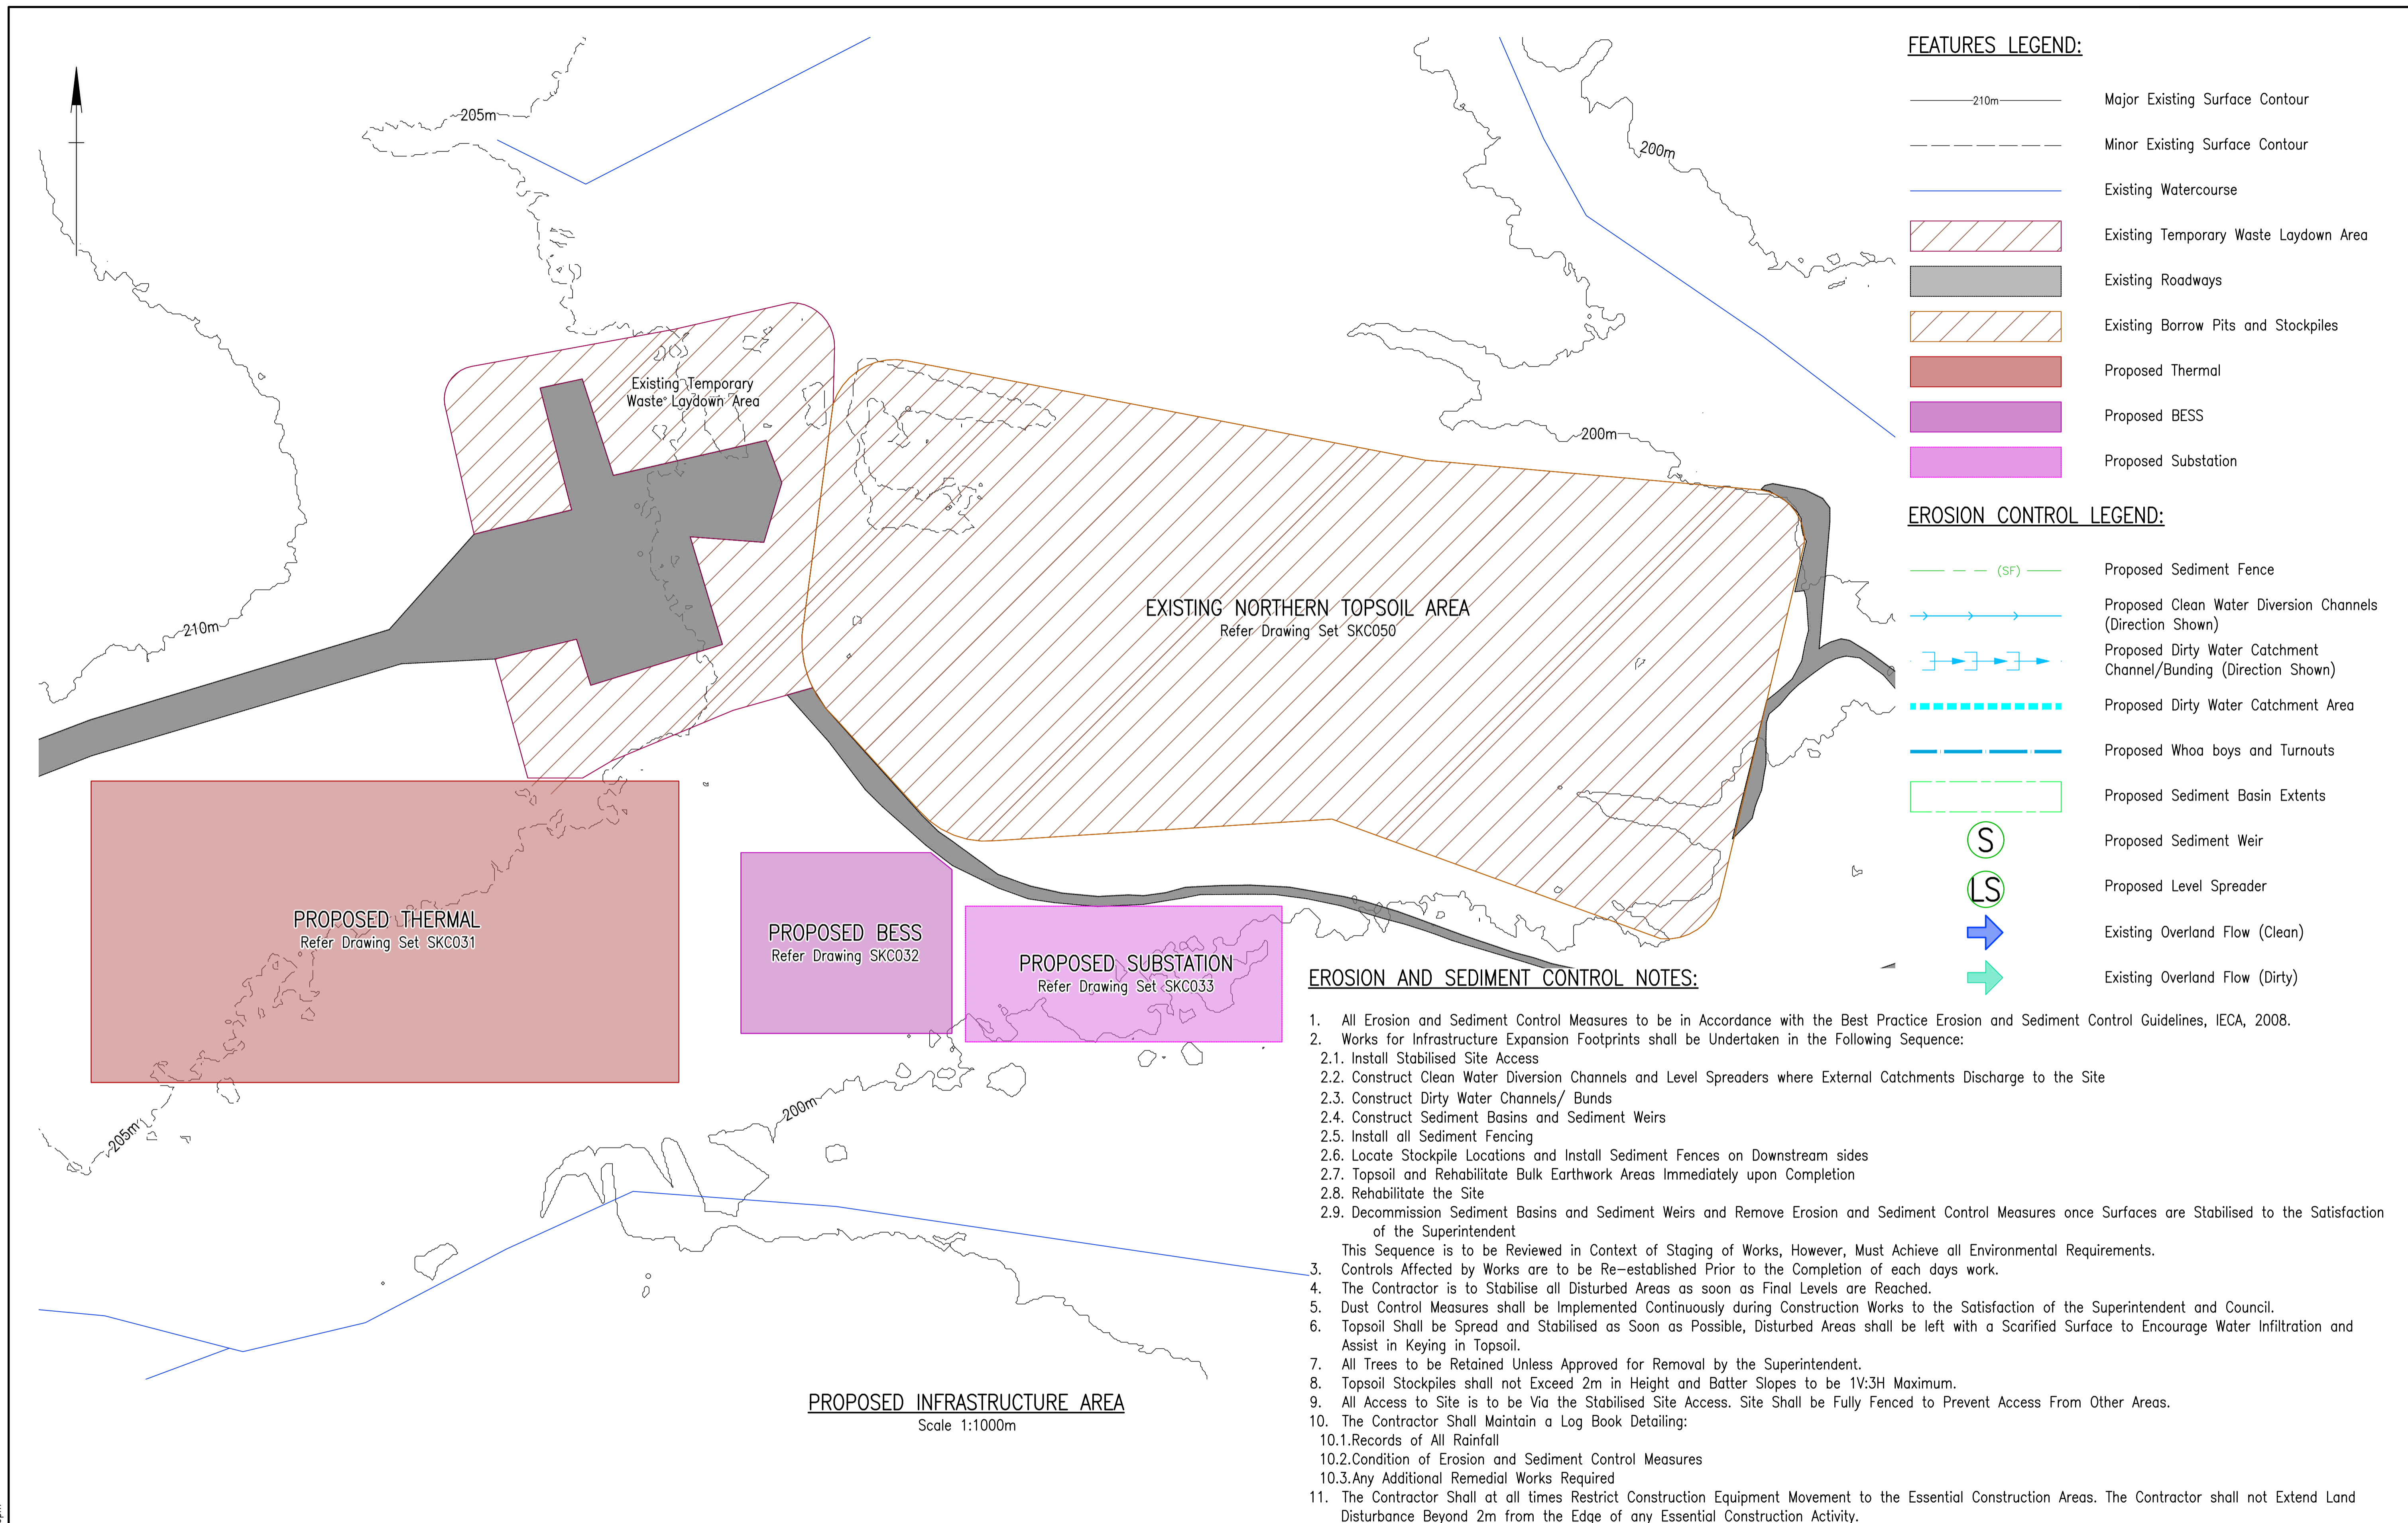 205m
200m
Existing Temporary
Waste Laydown Area
200m
EXISTING NORTHERN TOPSOIL AREA
Refer Drawing Set SKC050
210m
PROPOSED THERMAL
Refer Drawing Set SKC031
PROPOSED BESS
Refer Drawing SKC032
PROPOSED SUBSTATION
Refer Drawing Set SKC033
200m
205m
PROPOSED INFRASTRUCTURE AREA
Scale 1:1000m
FEATURES LEGEND:
210m
Major Existing Surface Contour
Minor Existing Surface Contour
Existing Watercourse
Existing Temporary Waste Laydown Area
Existing Roadways
Existing Borrow Pits and Stockpiles
Proposed Thermal
Proposed BESS
Proposed Substation
EROSION CONTROL LEGEND:
(SF)
Proposed Sediment Fence
Proposed Clean Water Diversion Channels
(Direction Shown)
Proposed Dirty Water Catchment
Channel/Bunding (Direction Shown)
Proposed Dirty Water Catchment Area
Proposed Whoa boys and Turnouts
Proposed Sediment Basin Extents
S
Proposed Sediment Weir
LS
Proposed Level Spreader
Existing Overland Flow (Clean)
Existing Overland Flow (Dirty)
EROSION AND SEDIMENT CONTROL NOTES:
1. All Erosion and Sediment Control Measures to be in Accordance with the Best Practice Erosion and Sediment Control Guidelines, IECA, 2008.
2. Works for Infrastructure Expansion Footprints shall be Undertaken in the Following Sequence:
2.1. Install Stabilised Site Access
2.2. Construct Clean Water Diversion Channels and Level Spreaders where External Catchments Discharge to the Site
2.3. Construct Dirty Water Channels/ Bunds
2.4. Construct Sediment Basins and Sediment Weirs
2.5. Install all Sediment Fencing
2.6. Locate Stockpile Locations and Install Sediment Fences on Downstream sides
2.7. Topsoil and Rehabilitate Bulk Earthwork Areas Immediately upon Completion
2.8. Rehabilitate the Site
2.9. Decommission Sediment Basins and Sediment Weirs and Remove Erosion and Sediment Control Measures once Surfaces are Stabilised to the Satisfaction
of the Superintendent
This Sequence is to be Reviewed in Context of Staging of Works, However, Must Achieve all Environmental Requirements.
3. Controls Affected by Works are to be Re-established Prior to the Completion of each days work.
4. The Contractor is to Stabilise all Disturbed Areas as soon as Final Levels are Reached.
5. Dust Control Measures shall be Implemented Continuously during Construction Works to the Satisfaction of the Superintendent and Council.
6. Topsoil Shall be Spread and Stabilised as Soon as Possible, Disturbed Areas shall be left with a Scarified Surface to Encourage Water Infiltration and
Assist in Keying in Topsoil.
7. All Trees to be Retained Unless Approved for Removal by the Superintendent.
8. Topsoil Stockpiles shall not Exceed 2m in Height and Batter Slopes to be 1V:3H Maximum.
9. All Access to Site is to be Via the Stabilised Site Access. Site Shall be Fully Fenced to Prevent Access From Other Areas.
10. The Contractor Shall Maintain a Log Book Detailing:
10.1.Records of All Rainfall
10.2.Condition of Erosion and Sediment Control Measures
10.3.Any Additional Remedial Works Required
11. The Contractor Shall at all times Restrict Construction Equipment Movement to the Essential Construction Areas. The Contractor shall not Extend Land
Disturbance Beyond 2m from the Edge of any Essential Construction Activity.